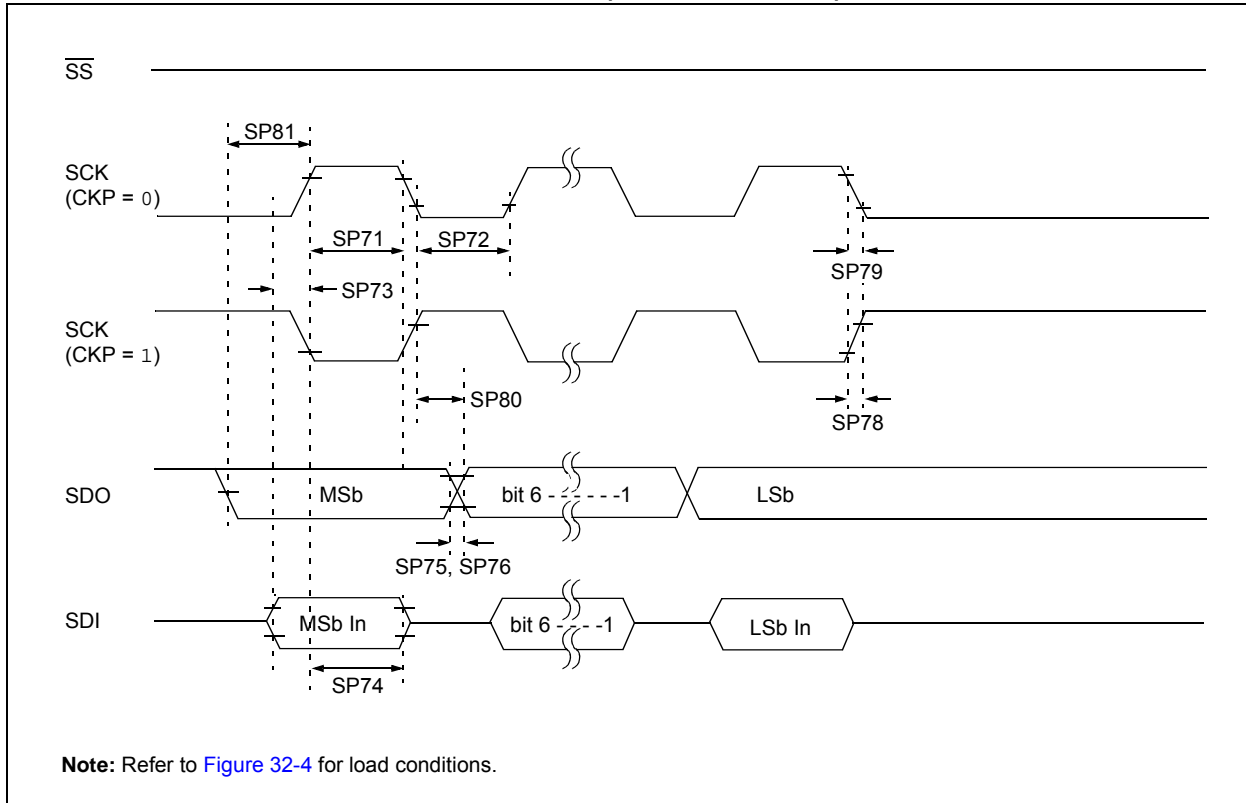 SS
SP81
SCK
(CKP = 0)
SP71
SP72
SP79
SP73
SCK
(CKP = 1)
SP80
SP78
SDO
MSb
bit 6 - - - - - -1
LSb
SP75, SP76
SDI
MSb In
bit 6 - - - -1
LSb In
SP74
Note: Refer to Figure 32-4 for load conditions.